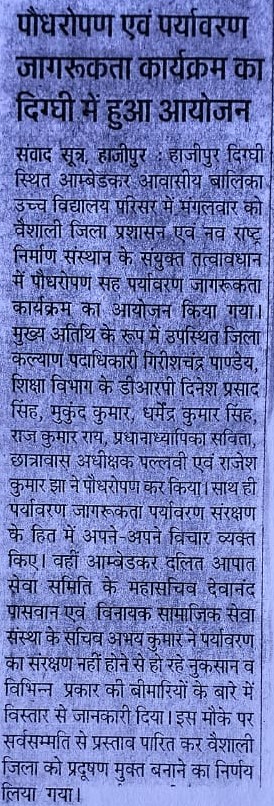 पौधरोपण एवं पर्यावरण
जागरूकता कार्यक्रम का
दिग्घी में हुआ आयोजन
संवाद सूत्र, हाजीपुर : हाजीपुर दिग्घी
स्थित आम्बेडकर आवासीय बालिका
उच्च विद्यालय परिसर में मंगलवार को
वैशाली जिला प्रशासन एवं नव राष्ट्र
निर्माण संस्थान के संयुक्त तत्वावधान
में पौधरोपण सह पर्यावरण जागरूकता
कार्यक्रम का आयोजन किया गया।
मुख्य अतिथि के रूप में उपस्थित जिला
कल्याण पदाधिकारी गिरीशचंद्र पाण्डेय,
शिक्षा विभाग के डीआरपी दिनेश प्रसाद
सिंह, मुकुंद कुमार, धर्मेंद्र कुमार सिंह,
राज कुमार राय, प्रधानाध्यापिका सविता,
छात्रावास अधीक्षक पल्लवी एवं राजेश
कुमार झा ने पौधरोपण कर किया। साथ ही
पर्यावरण जागरूकता पर्यावरण संरक्षण
के हित में अपने-अपने विचार व्यक्त
किए। वहीं आम्बेडकर दलित आपात
सेवा समिति के महासचिव देवानंद
पासवान एवं विनायक सामाजिक सेवा
संस्था के सचिव अभय कुमार ने पर्यावरण
का संरक्षण नहीं होने से हो रहे नुकसान व
विभिन्न प्रकार की बीमारियों के बारे में
विस्तार से जानकारी दिया। इस मौके पर
सर्वसम्मति से प्रस्ताव पारित कर वैशाली
जिला को प्रदूषण मुक्त बनाने का निर्णय
लिया गया।